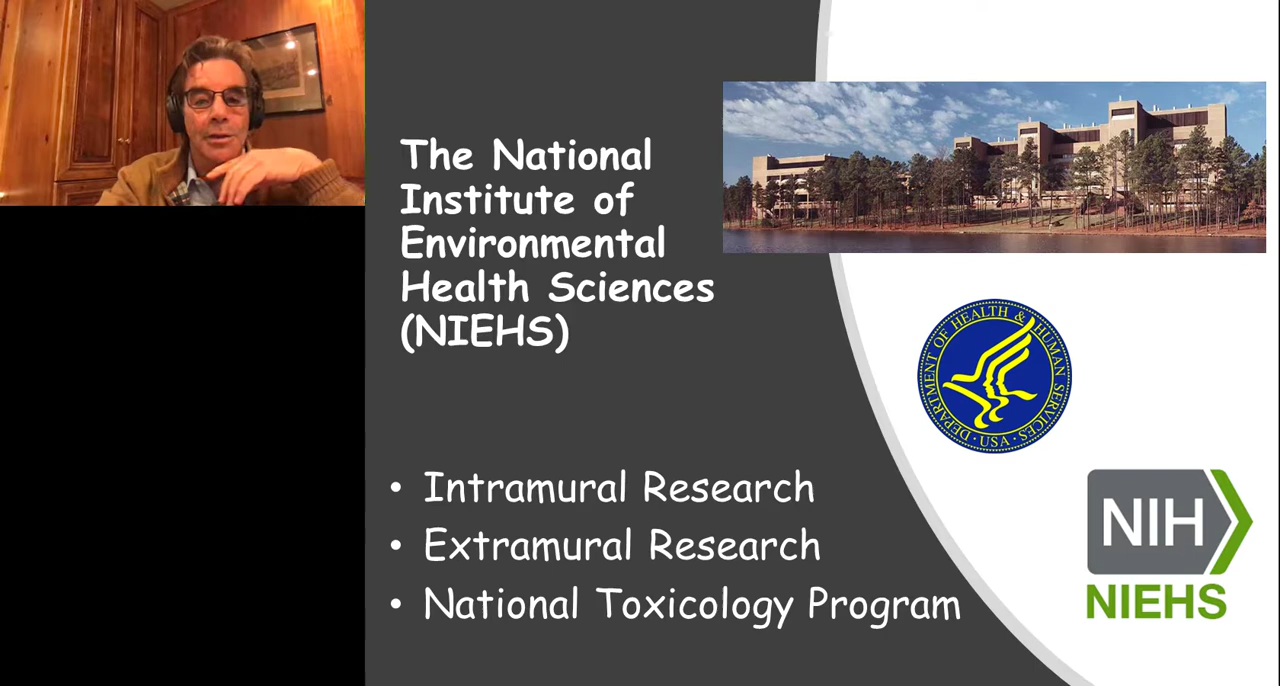 The National
Institute of
Environmental
Health Sciences
(NIEHS)
• Intramural Research
• Extramural Research
• National Toxicology Program
DEPARTMENT OF HEALTH & HUMAN SERVICES · USA ·
NIH
NIEHS